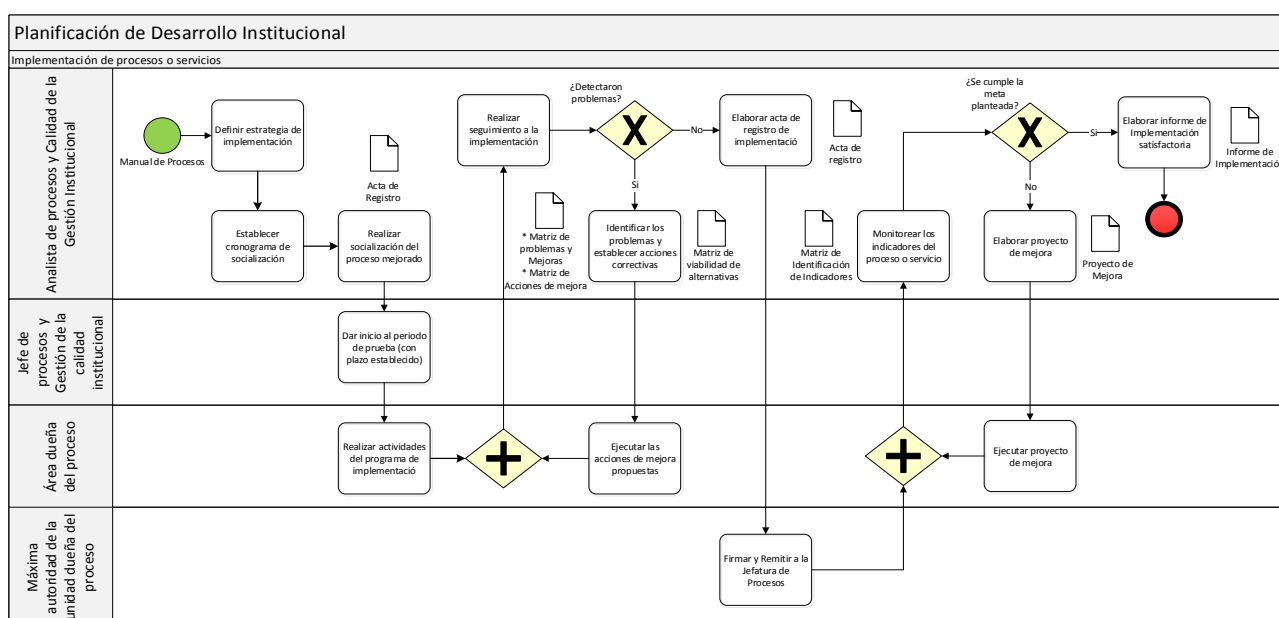 Planificación de Desarrollo Institucional
Implementación de procesos o servicios
Analista de procesos y Calidad de la
Gestión Institucional
Manual de Procesos
Definir estrategia de
implementación
Establecer
cronograma de
socialización
Acta de
Registro
Realizar
socialización del
proceso mejorado
Realizar
seguimiento a la
implementación
* Matriz de
problemas y
Mejoras
* Matriz de
Acciones de mejora
¿Detectaron
problemas?
No
Si
Identificar los
problemas y
establecer acciones
correctivas
Matriz de
viabilidad de
alternativas
Elaborar acta de
registro de
implementació
Acta de
registro
Matriz de
Identificación
de Indicadores
Monitorear los
indicadores del
proceso o servicio
¿Se cumple la
meta
planteada?
Si
No
Elaborar proyecto
de mejora
Proyecto de
Mejora
Elaborar informe de
Implementación
satisfactoria
Informe de
Implementació
Jefe de
procesos y
Gestión de la
calidad
institucional
Dar inicio al periodo
de prueba (con
plazo establecido)
Área dueña
del proceso
Realizar actividades
del programa de
implementació
Ejecutar las
acciones de mejora
propuestas
Ejecutar proyecto
de mejora
Máxima
autoridad de la
unidad dueña del
proceso
Firmar y Remitir a la
Jefatura de
Procesos